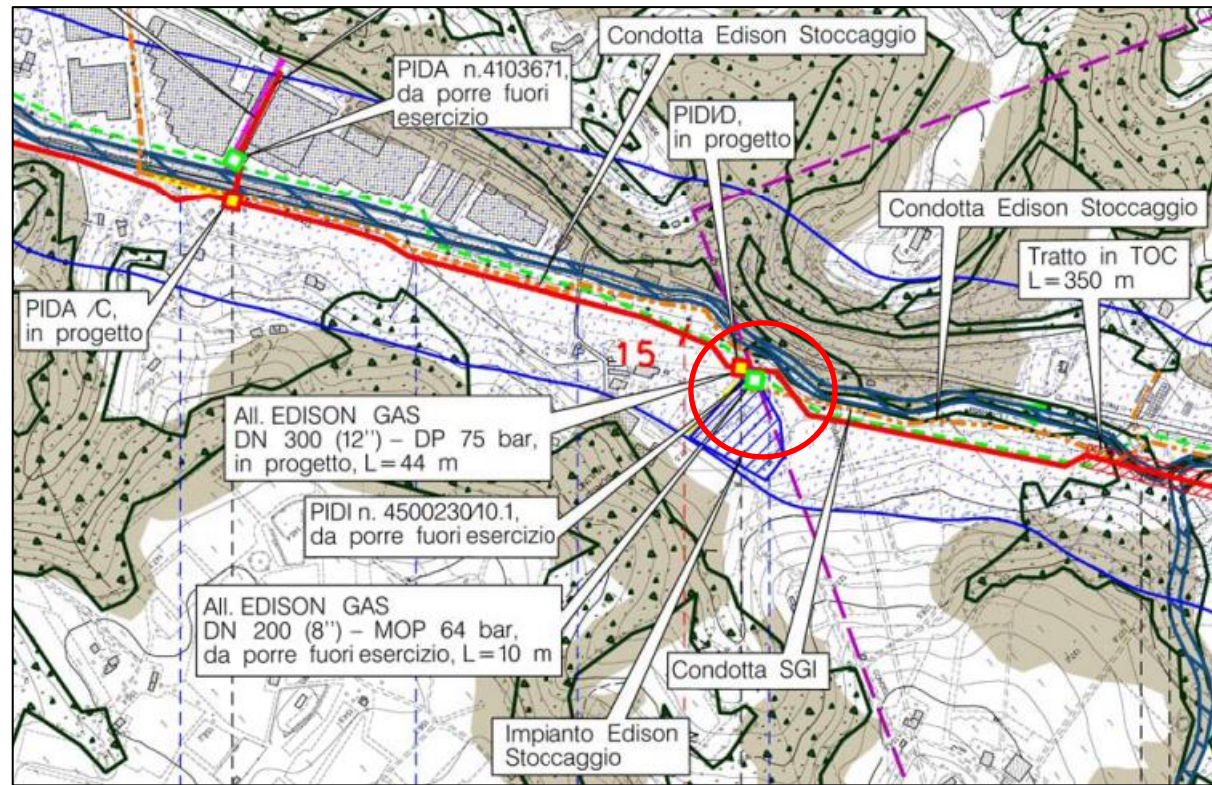 Condotta Edison Stoccaggio
PIDA n.4103671,
da porre fuori
esercizio
PIDI/D,
in progetto
Condotta Edison Stoccaggio
Tratto in TOC
L=350 m
PIDA /C,
in progetto
15
All. EDISON GAS
DN 300 (12'') – DP 75 bar,
in progetto, L=44 m
PIDI n. 4500230/10.1,
da porre fuori esercizio
All. EDISON GAS
DN 200 (8'') – MOP 64 bar,
da porre fuori esercizio, L=10 m
Condotta SGI
Impianto Edison
Stoccaggio